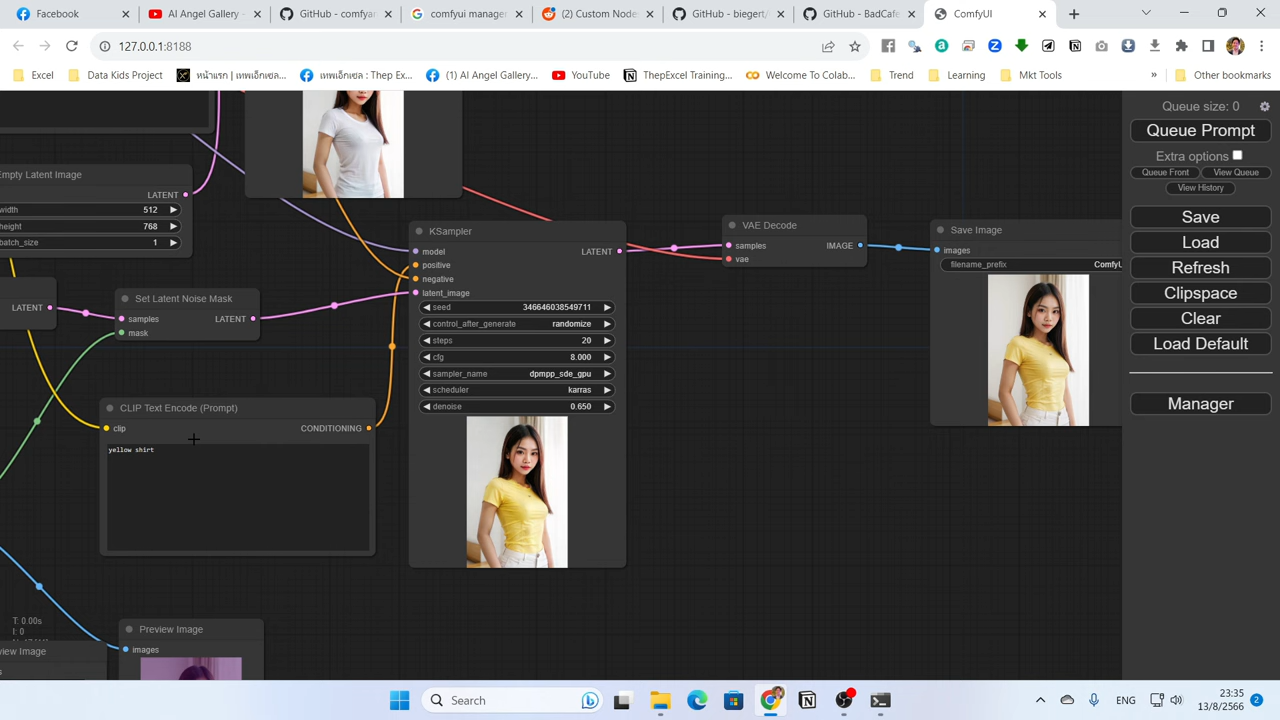 Facebook
AI Angel Gallery -
GitHub - comfyan
comfyui manager
(2) Custom Node
GitHub - biegert/
GitHub - BadCafe
ComfyUI
127.0.0.1:8188
Excel
Data Kids Project
หน้าแรก | เทพเอ็กเซล...
เทพเอ็กเซล : Thep Ex...
(1) AI Angel Gallery...
YouTube
ThepExcel Training...
Welcome To Colab...
Trend
Learning
Mkt Tools
»
Other bookmarks
Queue size: 0
Queue Prompt
Extra options
Queue Front
View Queue
View History
Save
Load
Refresh
Clipspace
Clear
Load Default
Manager
Empty Latent Image
LATENT
width 512
height 768
batch_size 1
LATENT
Set Latent Noise Mask
samples LATENT
mask
KSampler
model LATENT
positive
negative
latent_image
seed 346646038549711
control_after_generate randomize
steps 20
cfg 8.000
sampler_name dpmpp_sde_gpu
scheduler karras
denoise 0.650
VAE Decode
samples IMAGE
vae
Save Image
images
filename_prefix ComfyU
CLIP Text Encode (Prompt)
clip CONDITIONING
yellow shirt
T: 0.00s
I: 0
view Image
Preview Image
images
Search
ENG
23:35
13/8/2566
2